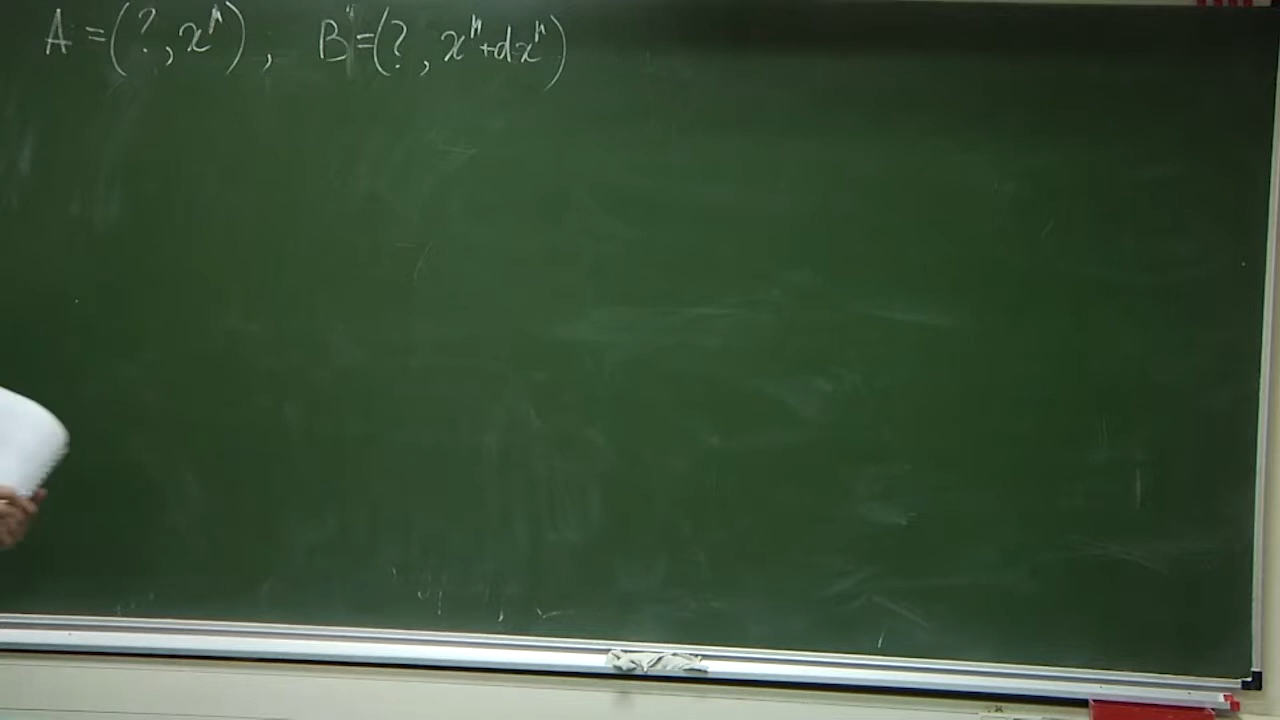 A = (?, x^μ), B = (?, x^μ + dx^μ)